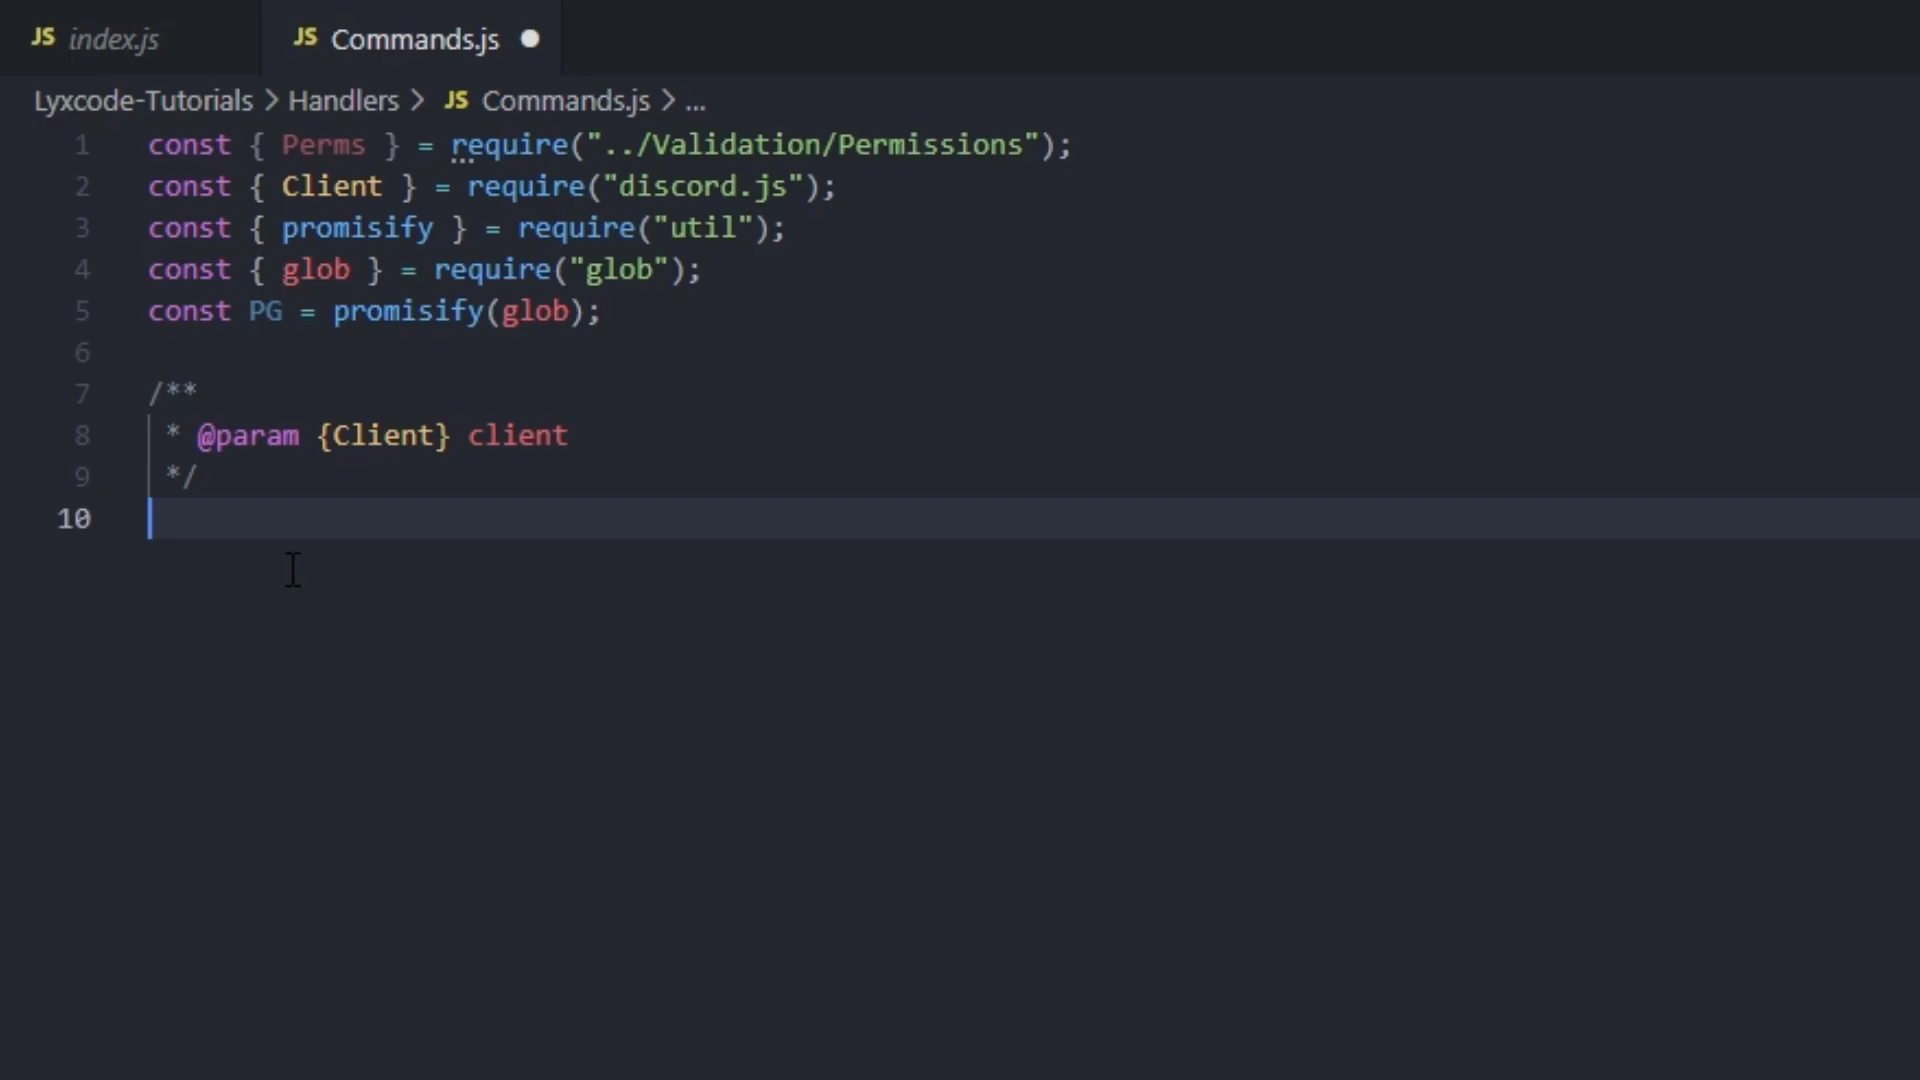 JS index.js JS Commands.js
Lyxcode-Tutorials > Handlers > JS Commands.js > ...
1 const { Perms } = require("../Validation/Permissions");
2 const { Client } = require("discord.js");
3 const { promisify } = require("util");
4 const { glob } = require("glob");
5 const PG = promisify(glob);
6
7 /**
8 * @param {Client} client
9 */
10